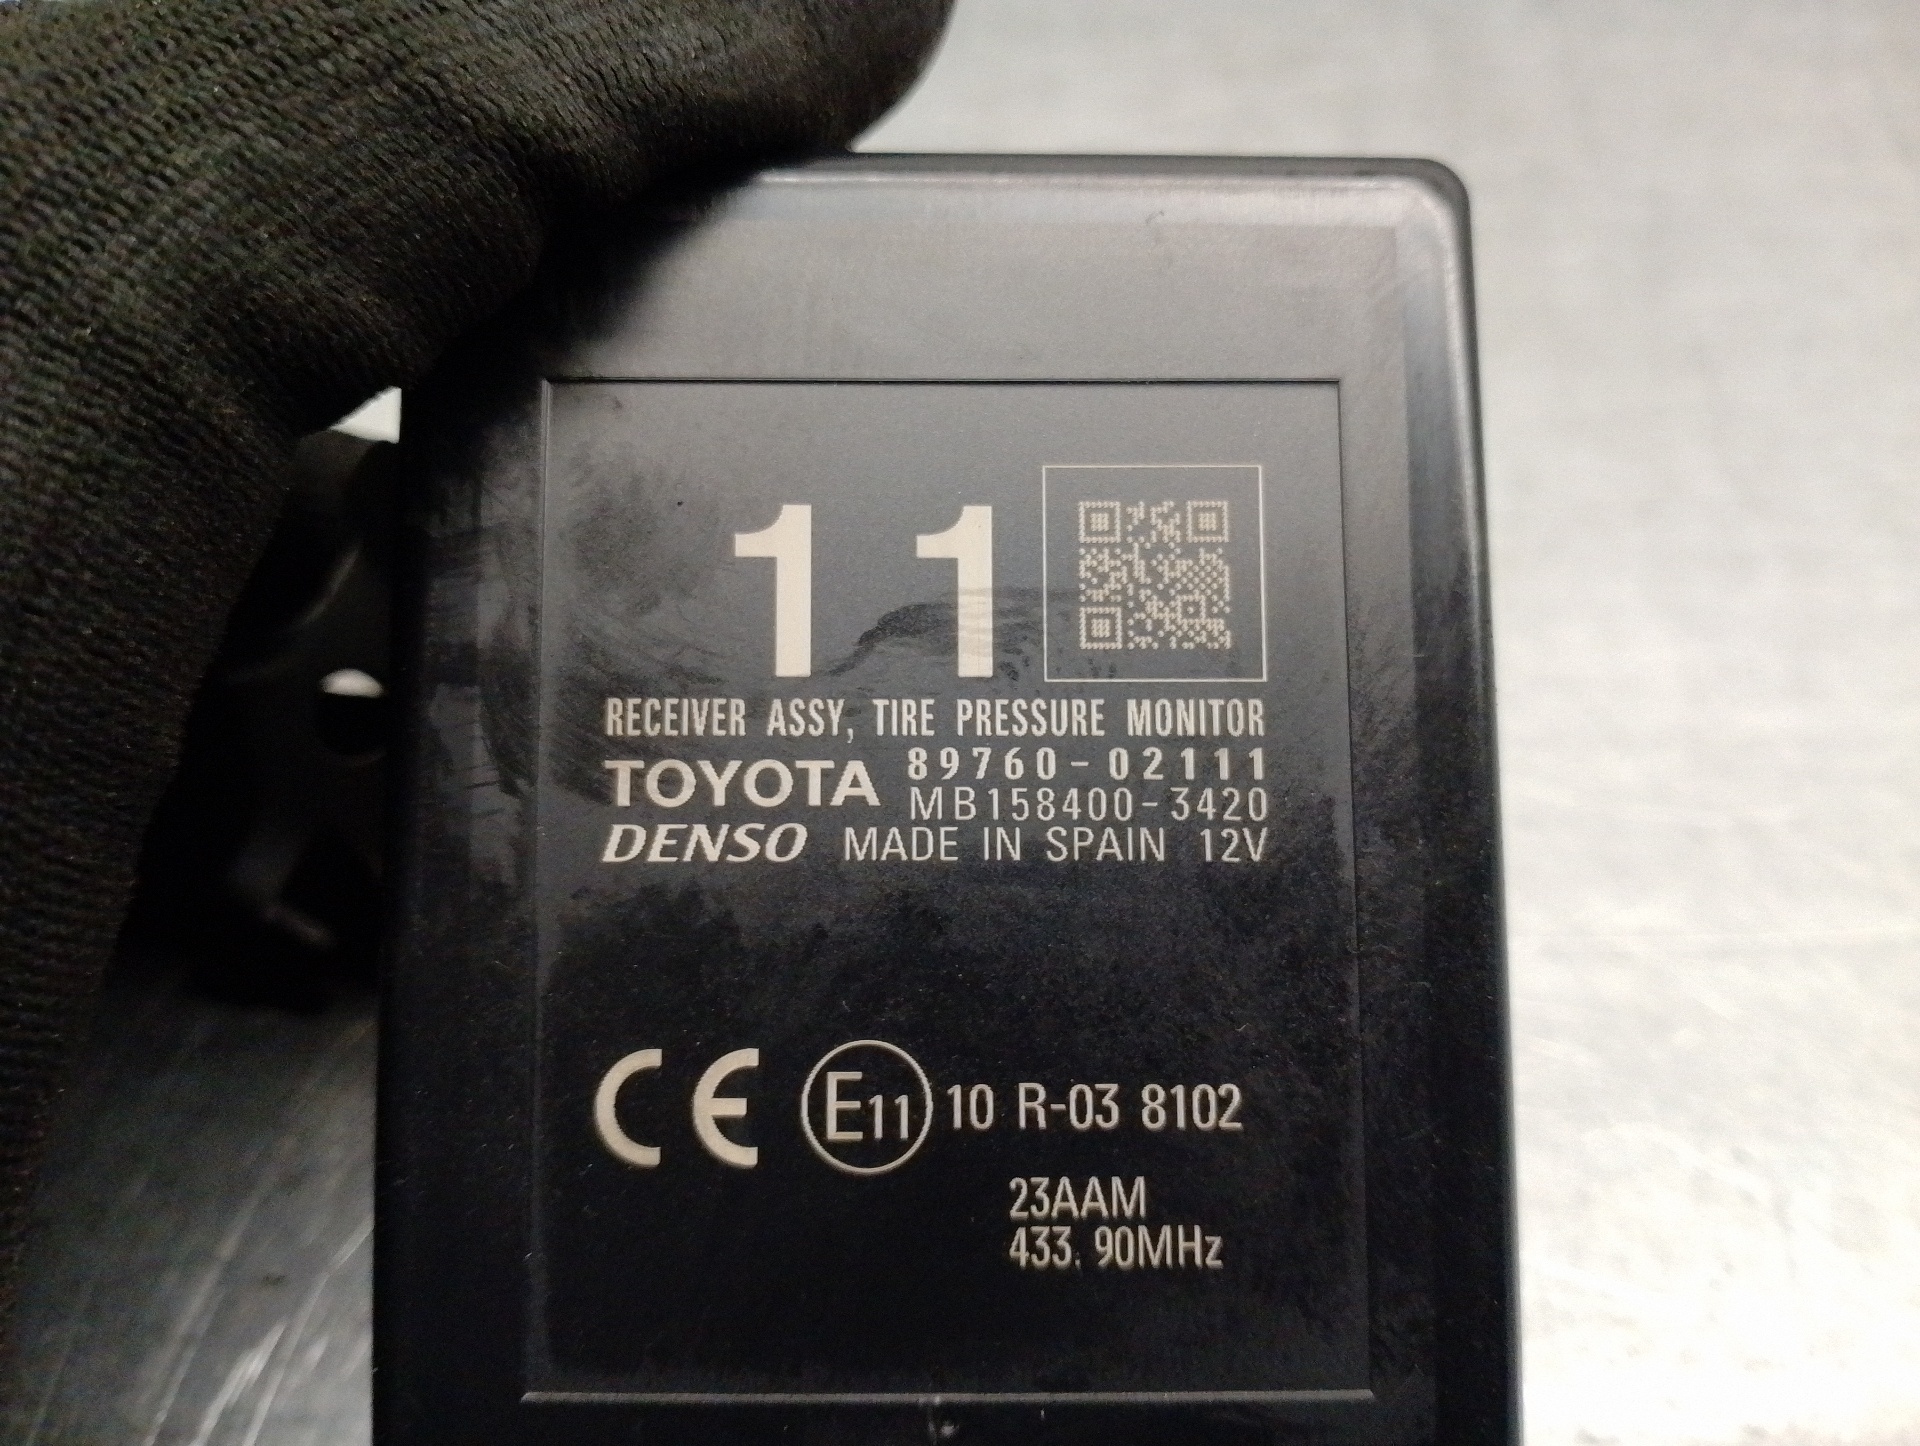 11
RECEIVER ASSY, TIRE PRESSURE MONITOR
TOYOTA 89760-02111
MB158400-3420
DENSO MADE IN SPAIN 12V
CE E11 10 R-03 8102
23AAM
433.90MHz